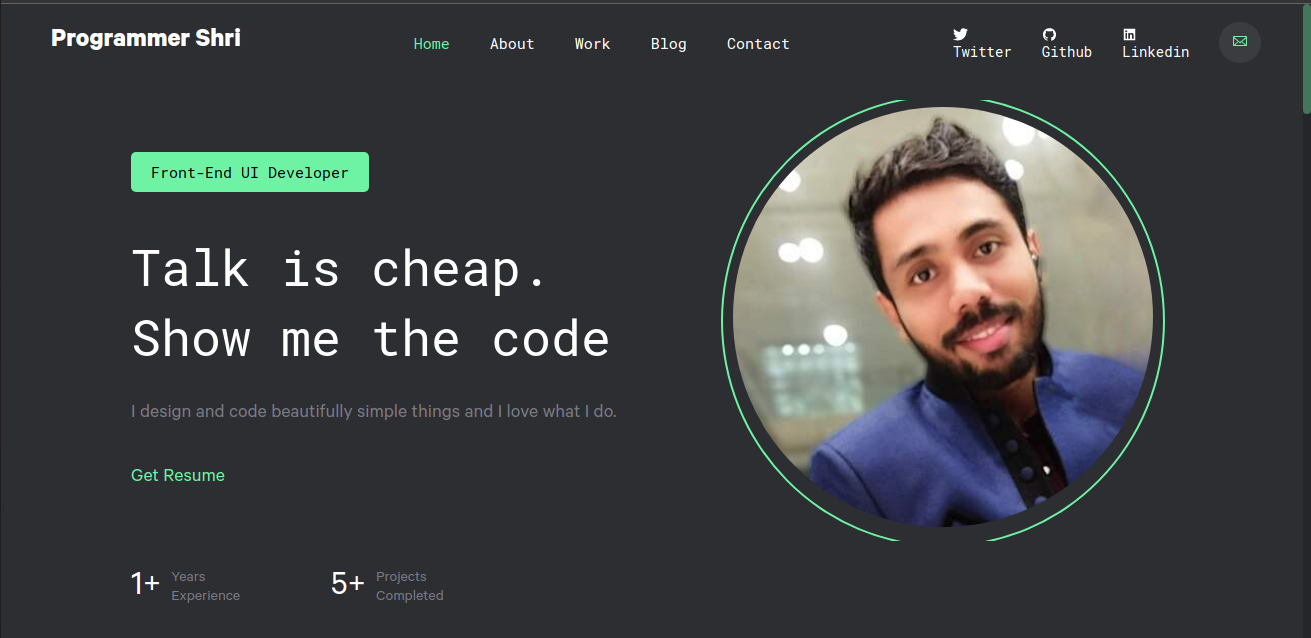 Programmer Shri
Home About Work Blog Contact
Twitter Github Linkedin
Front-End UI Developer
Talk is cheap.
Show me the code
I design and code beautifully simple things and I love what I do.
Get Resume
1+ Years
Experience
5+ Projects
Completed